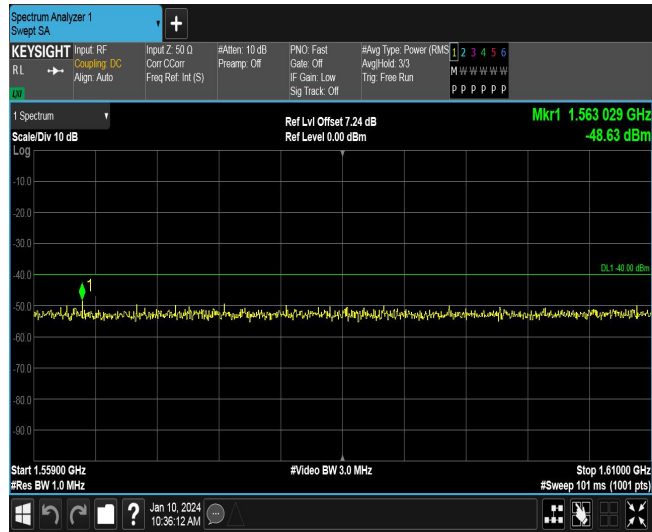 Spectrum Analyzer 1
Swept SA
+
KEYSIGHT
RL
LXI
Input: RF
Coupling: DC
Align: Auto
Input Z: 50 Ω
Corr CCorr
Freq Ref: Int (S)
#Atten: 10 dB
Preamp: Off
PNO: Fast
Gate: Off
IF Gain: Low
Sig Track: Off
#Avg Type: Power (RMS
Avg|Hold: 3/3
Trig: Free Run
1 2 3 4 5 6
M W W W W W
P P P P P P
1 Spectrum
Scale/Div 10 dB
Log
Ref Lvl Offset 7.24 dB
Ref Level 0.00 dBm
Mkr1 1.563 029 GHz
-48.63 dBm
-10.0
-20.0
-30.0
-40.0
DL1 -40.00 dBm
1
-50.0
-60.0
-70.0
-80.0
-90.0
Start 1.55900 GHz
#Res BW 1.0 MHz
#Video BW 3.0 MHz
Stop 1.61000 GHz
#Sweep 101 ms (1001 pts)
?
Jan 10, 2024
10:36:12 AM